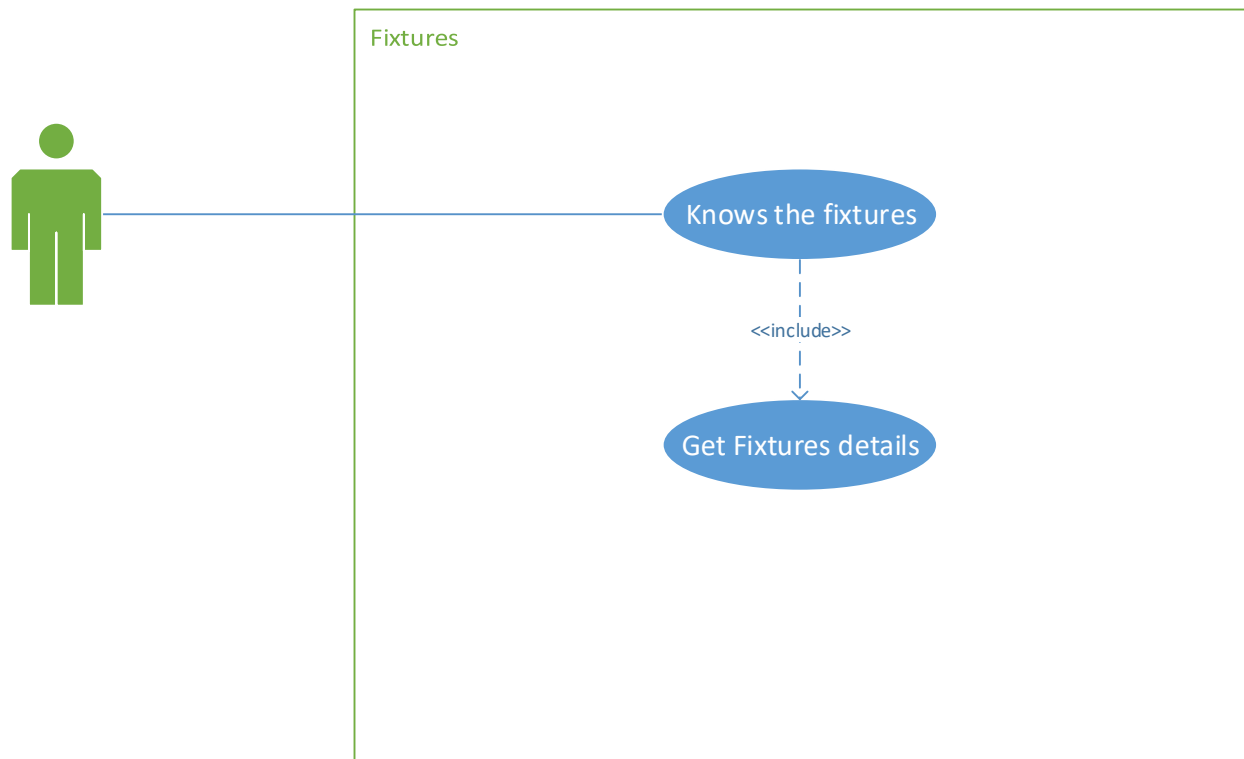 Fixtures
Knows the fixtures
<<include>>
Get Fixtures details